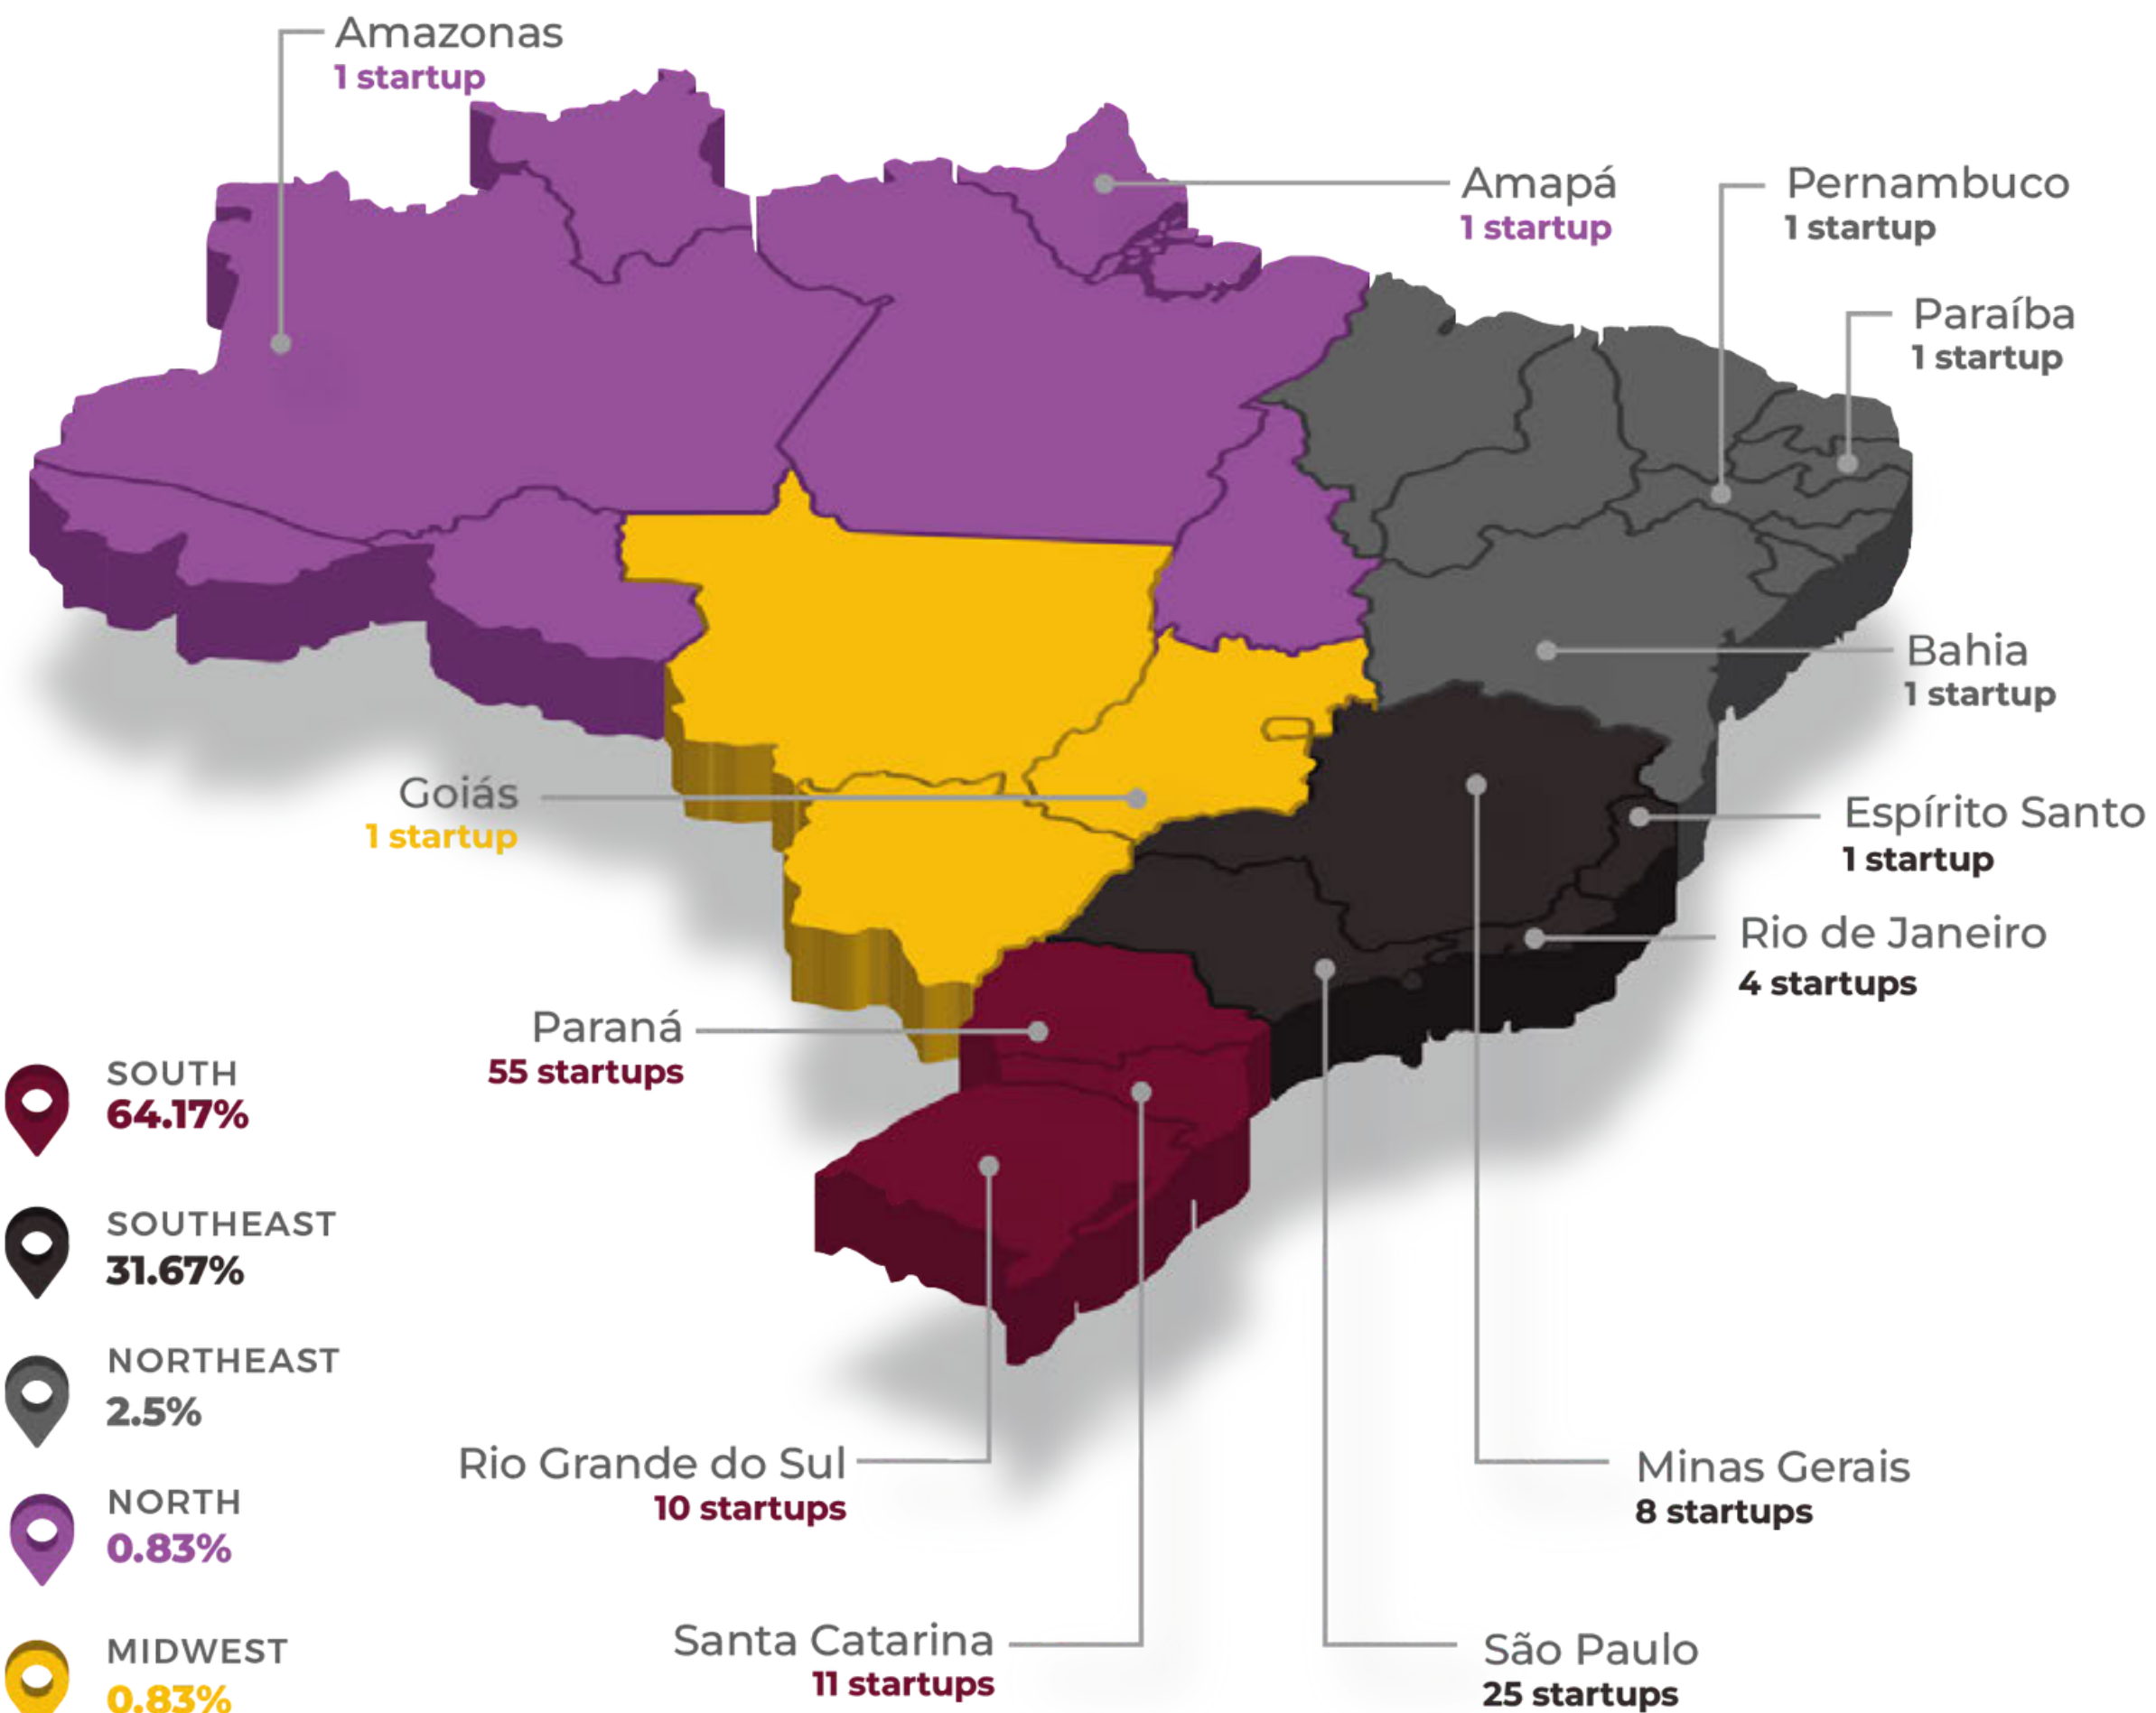 Amazonas
1 startup
Amapá
1 startup
Pernambuco
1 startup
Paraíba
1 startup
Bahia
1 startup
Goiás
1 startup
Espírito Santo
1 startup
Rio de Janeiro
4 startups
Paraná
55 startups
SOUTH
64.17%
SOUTHEAST
31.67%
NORTHEAST
2.5%
NORTH
0.83%
MIDWEST
0.83%
Rio Grande do Sul
10 startups
Minas Gerais
8 startups
Santa Catarina
11 startups
São Paulo
25 startups